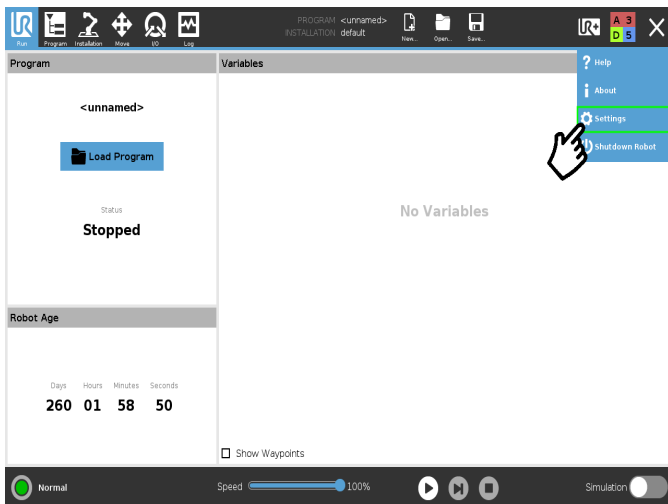 PROGRAM <unnamed>
INSTALLATION default
UR
Run
Program
Installation
Move
I/O
Log
New...
Open...
Save...
UR+
A 3
D 5
Program
<unnamed>
Load Program
Status
Stopped
Robot Age
Days Hours Minutes Seconds
260 01 58 50
Variables
No Variables
Show Waypoints
? Help
i About
Settings
Shutdown Robot
Normal
Speed 100%
Simulation